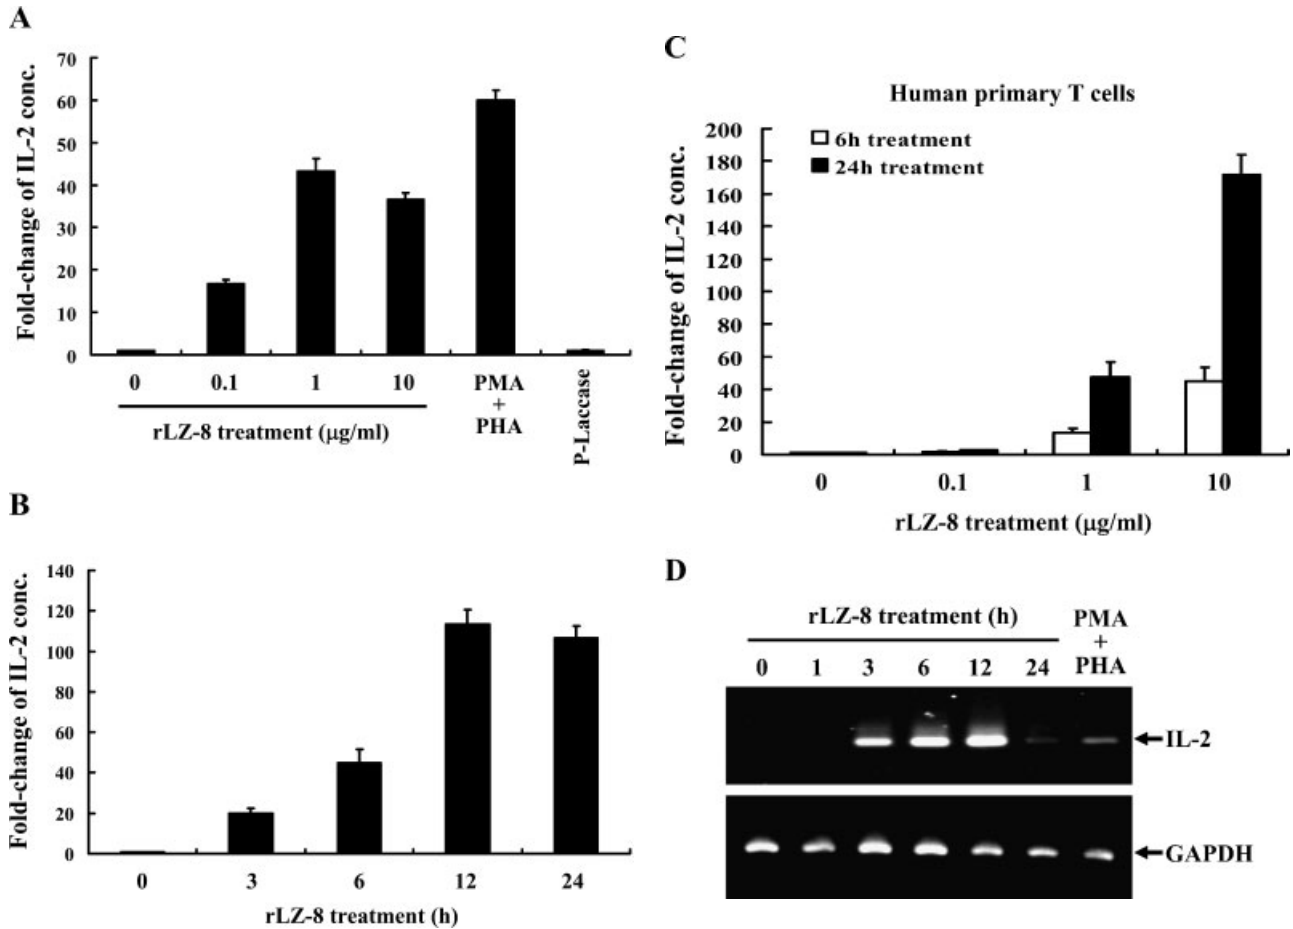 A
Fold-change of IL-2 conc.
70
60
50
40
30
20
10
0
0 0.1 1 10 PMA
+
PHA
P-Laccase
rLZ-8 treatment (μg/ml)
B
Fold-change of IL-2 conc.
140
120
100
80
60
40
20
0
0 3 6 12 24
rLZ-8 treatment (h)
C
Human primary T cells
6h treatment
24h treatment
Fold-change of IL-2 conc.
200
180
160
140
120
100
80
60
40
20
0
0 0.1 1 10
rLZ-8 treatment (μg/ml)
D
rLZ-8 treatment (h)
PMA
+
PHA
0 1 3 6 12 24
IL-2
GAPDH